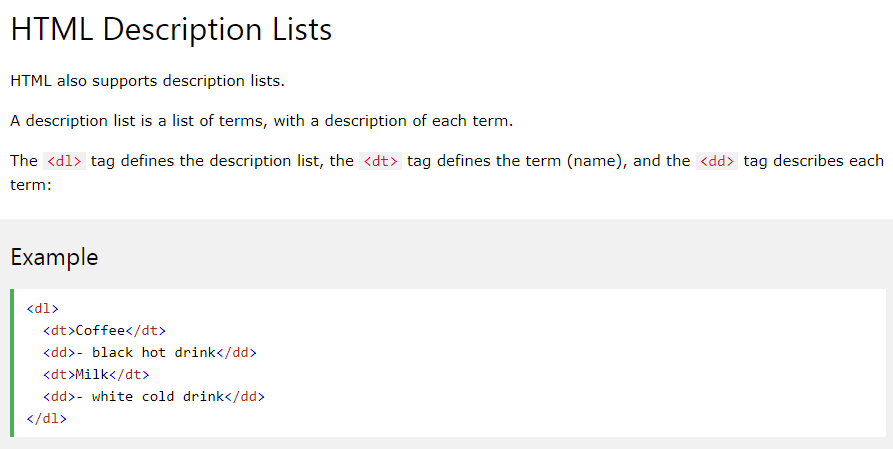 HTML Description Lists
HTML also supports description lists.
A description list is a list of terms, with a description of each term.
The <dl> tag defines the description list, the <dt> tag defines the term (name), and the <dd> tag describes each
term:
Example
<dl>
  <dt>Coffee</dt>
  <dd>- black hot drink</dd>
  <dt>Milk</dt>
  <dd>- white cold drink</dd>
</dl>